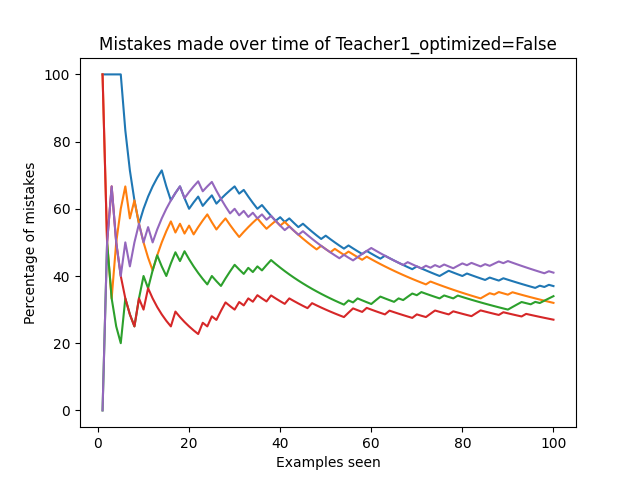 Mistakes made over time of Teacher1_optimized=False
100
80
60
40
20
0
Percentage of mistakes
0 20 40 60 80 100
Examples seen